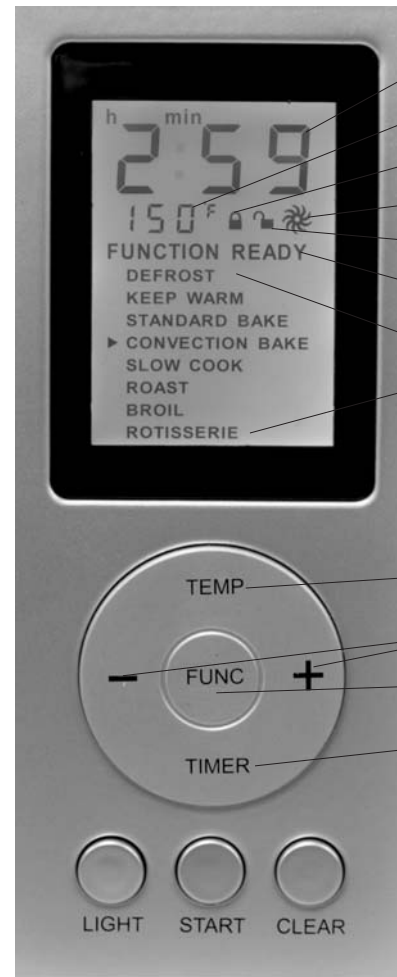 h min
2:59
150 F
FUNCTION READY
DEFROST
KEEP WARM
STANDARD BAKE
▶ CONVECTION BAKE
SLOW COOK
ROAST
BROIL
ROTISSERIE
TEMP
− FUNC +
TIMER
LIGHT START CLEAR